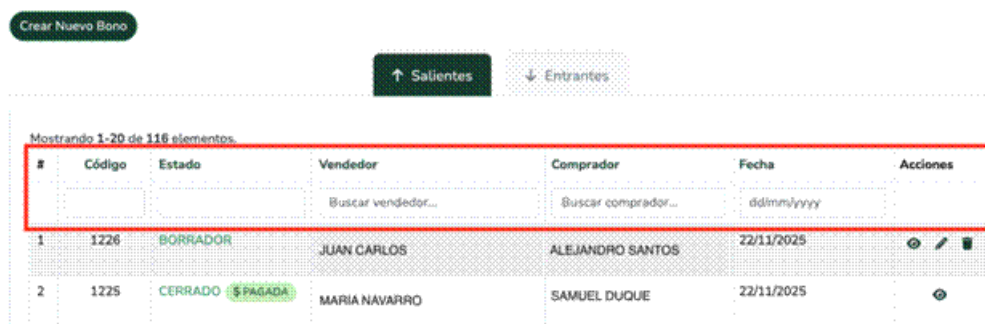 Crear Nuevo Bono
↑ Salientes ↓ Entrantes
Mostrando 1-20 de 116 elementos.
# Código Estado Vendedor Comprador Fecha Acciones
Buscar vendedor... Buscar comprador... dd/mm/yyyy
1 1226 BORRADOR JUAN CARLOS ALEJANDRO SANTOS 22/11/2025
2 1225 CERRADO $ PAGADA MARIA NAVARRO SAMUEL DUQUE 22/11/2025